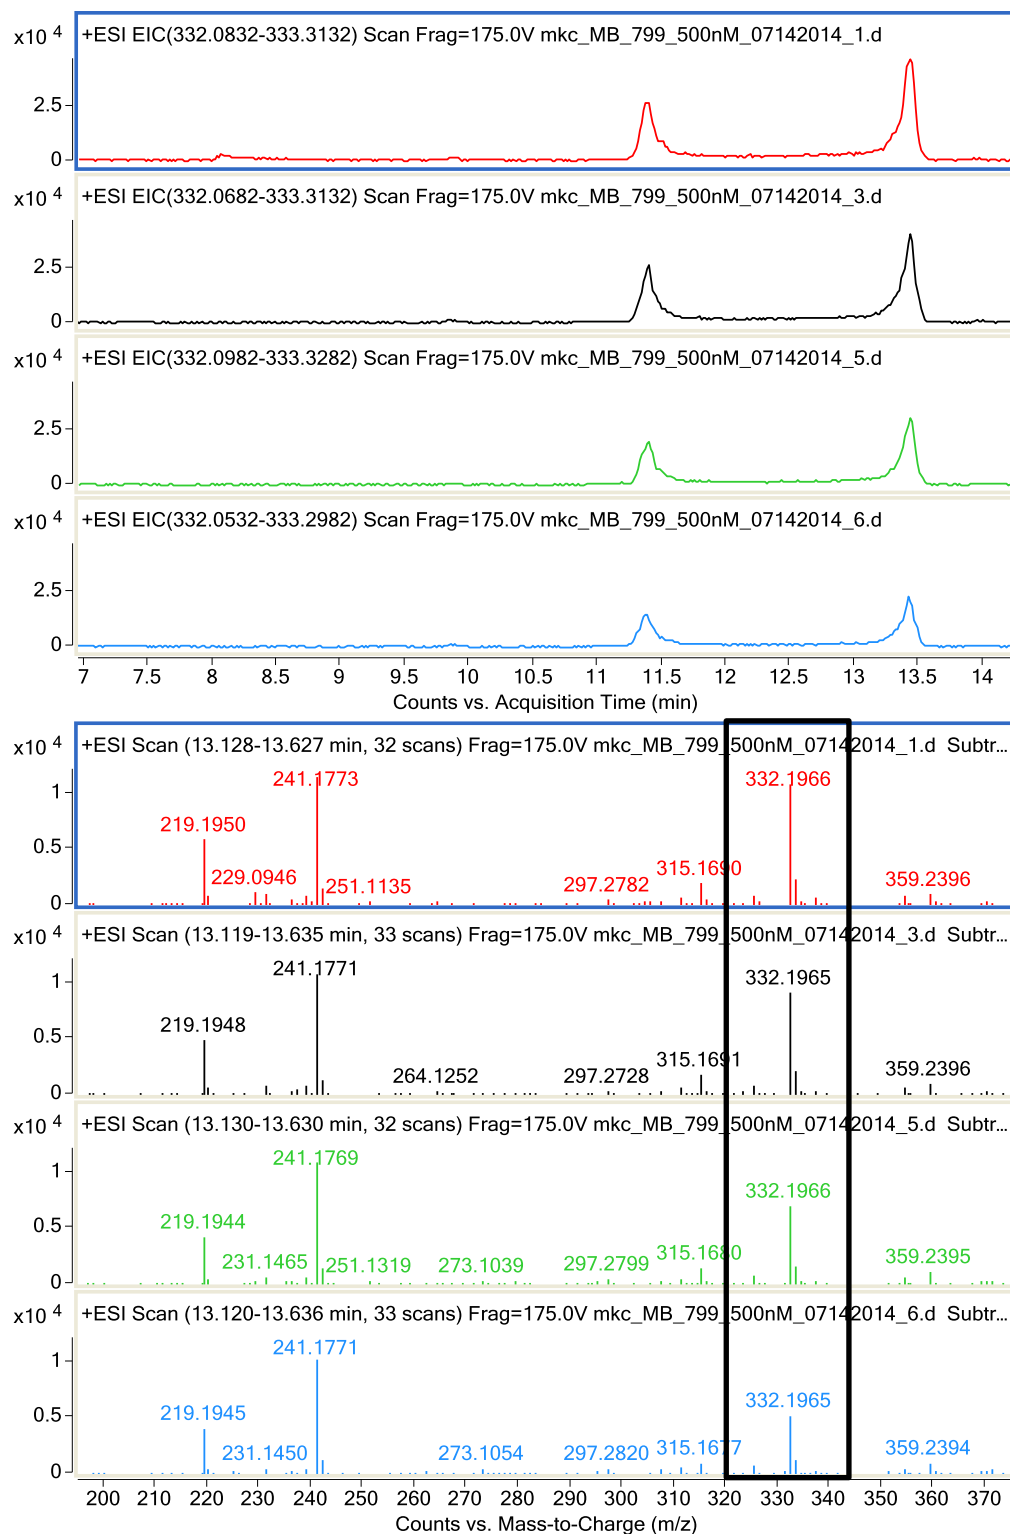 x10 4 +ESI EIC(332.0832-333.3132) Scan Frag=175.0V mkc_MB_799_500nM_07142014_1.d
2.5
0
x10 4 +ESI EIC(332.0682-333.3132) Scan Frag=175.0V mkc_MB_799_500nM_07142014_3.d
2.5
0
x10 4 +ESI EIC(332.0982-333.3282) Scan Frag=175.0V mkc_MB_799_500nM_07142014_5.d
2.5
0
x10 4 +ESI EIC(332.0532-333.2982) Scan Frag=175.0V mkc_MB_799_500nM_07142014_6.d
2.5
0
7 7.5 8 8.5 9 9.5 10 10.5 11 11.5 12 12.5 13 13.5 14
Counts vs. Acquisition Time (min)
x10 4 +ESI Scan (13.128-13.627 min, 32 scans) Frag=175.0V mkc_MB_799_500nM_07142014_1.d Subtr...
241.1773 332.1966
1
219.1950
0.5
229.0946 251.1135 297.2782 315.1690 359.2396
0
x10 4 +ESI Scan (13.119-13.635 min, 33 scans) Frag=175.0V mkc_MB_799_500nM_07142014_3.d Subtr...
241.1771 332.1965
1
219.1948
0.5
264.1252 297.2728 315.1691 359.2396
0
x10 4 +ESI Scan (13.130-13.630 min, 32 scans) Frag=175.0V mkc_MB_799_500nM_07142014_5.d Subtr...
241.1769
1
332.1966
219.1944
0.5
231.1465 251.1319 273.1039 297.2799 315.1680 359.2395
0
x10 4 +ESI Scan (13.120-13.636 min, 33 scans) Frag=175.0V mkc_MB_799_500nM_07142014_6.d Subtr...
241.1771
1
219.1945 332.1965
0.5
231.1450 273.1054 297.2820 315.1677 359.2394
0
200 210 220 230 240 250 260 270 280 290 300 310 320 330 340 350 360 370
Counts vs. Mass-to-Charge (m/z)